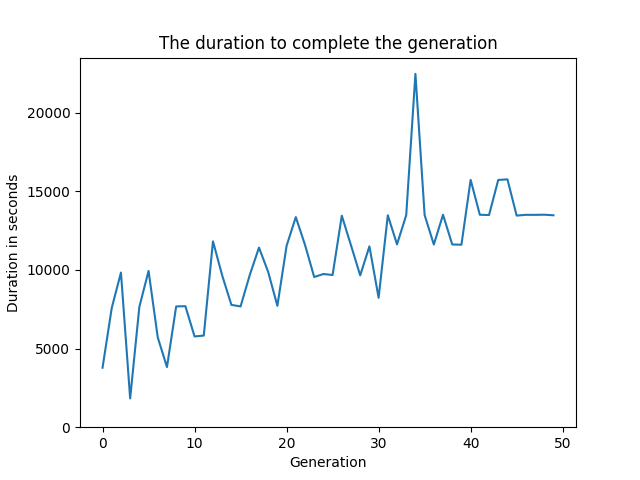 The duration to complete the generation
Duration in seconds
20000
15000
10000
5000
0
0 10 20 30 40 50
Generation